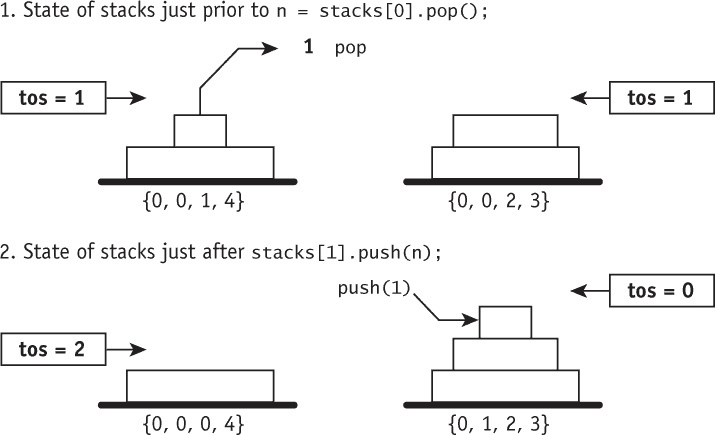 1. State of stacks just prior to n = stacks[0].pop();
1 pop
tos = 1
tos = 1
{0, 0, 1, 4}
{0, 0, 2, 3}
2. State of stacks just after stacks[1].push(n);
push(1)
tos = 0
tos = 2
{0, 0, 0, 4}
{0, 1, 2, 3}